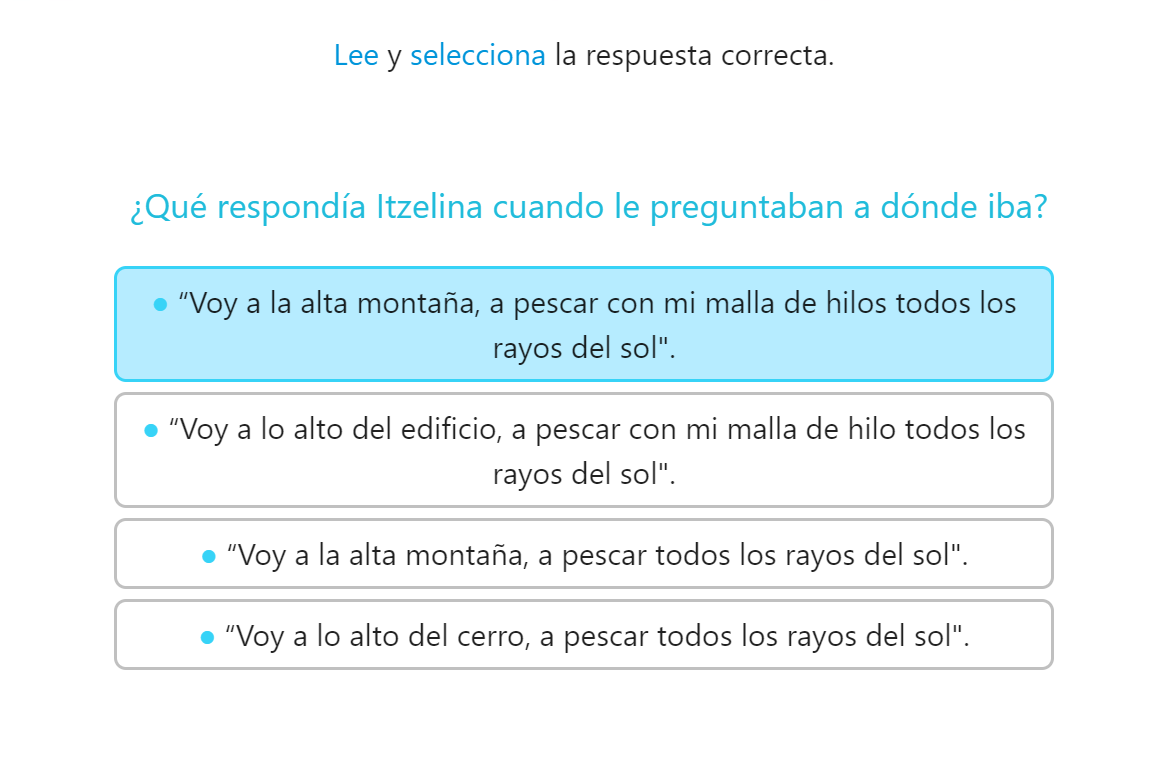 Lee y selecciona la respuesta correcta.
¿Qué respondía Itzelina cuando le preguntaban a dónde iba?
● “Voy a la alta montaña, a pescar con mi malla de hilos todos los
rayos del sol".
● “Voy a lo alto del edificio, a pescar con mi malla de hilo todos los
rayos del sol".
● “Voy a la alta montaña, a pescar todos los rayos del sol".
● “Voy a lo alto del cerro, a pescar todos los rayos del sol".